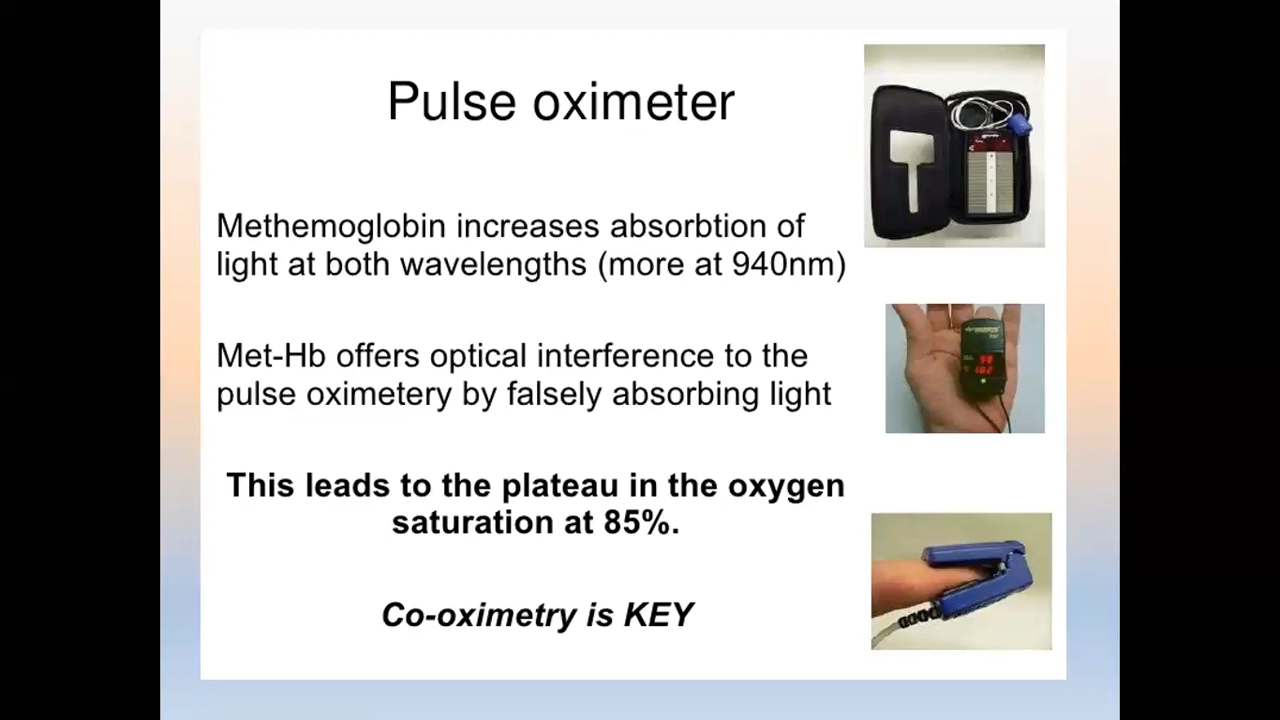 Pulse oximeter
Methemoglobin increases absorbtion of
light at both wavelengths (more at 940nm)
Met-Hb offers optical interference to the
pulse oximetery by falsely absorbing light
This leads to the plateau in the oxygen
saturation at 85%.
Co-oximetry is KEY
98
102